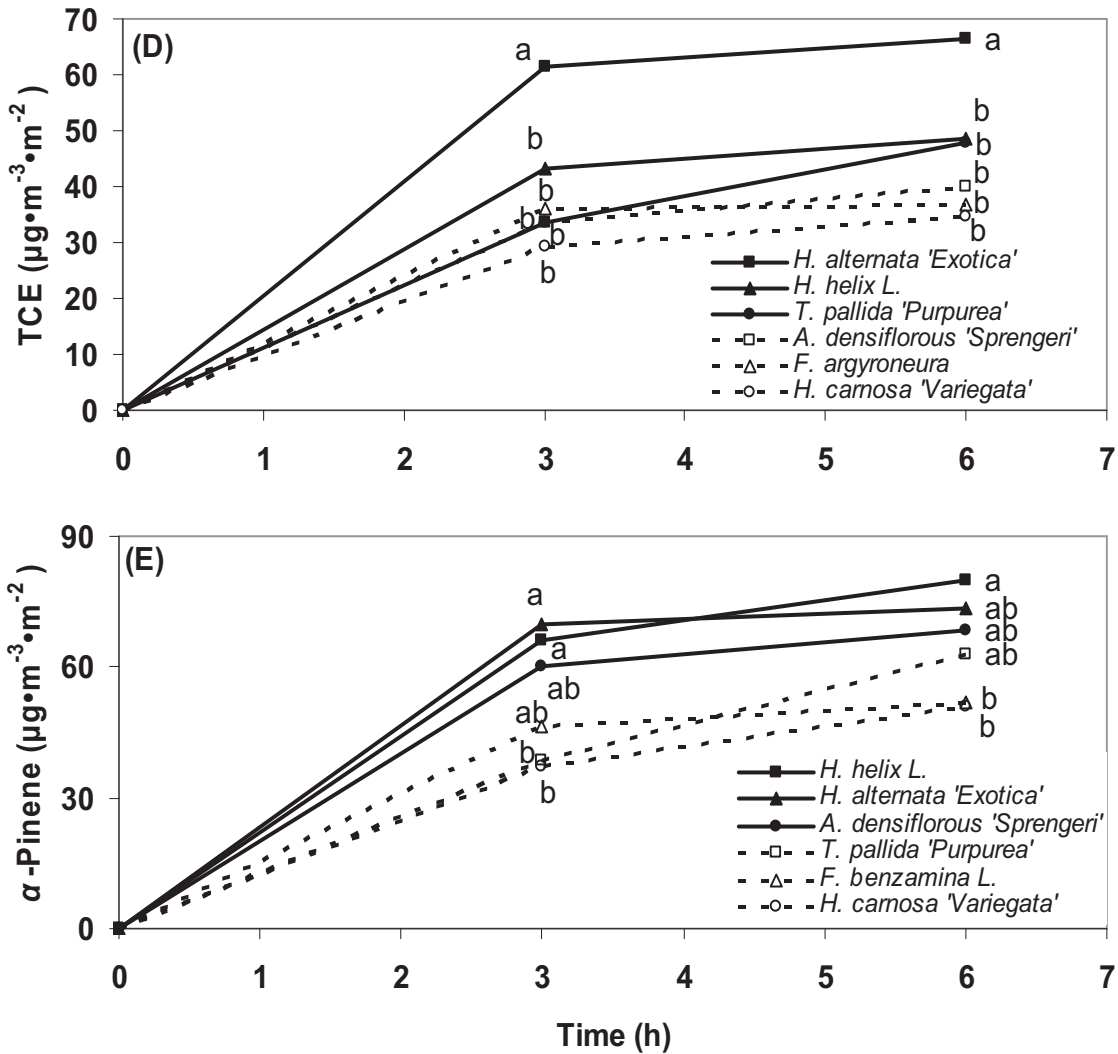 (D)
TCE (µg•m⁻³•m⁻²)
70
60
50
40
30
20
10
0
a
a
b
b
b
b
b
b
b
b
b
b
H. alternata 'Exotica'
H. helix L.
T. pallida 'Purpurea'
A. densiflorous 'Sprengeri'
F. argyroneura
H. carnosa 'Variegata'
0 1 2 3 4 5 6 7
(E)
α-Pinene (µg•m⁻³•m⁻²)
90
60
30
0
a
a
ab
ab
b
b
a
ab
ab
ab
b
b
H. helix L.
H. alternata 'Exotica'
A. densiflorous 'Sprengeri'
T. pallida 'Purpurea'
F. benzamina L.
H. carnosa 'Variegata'
0 1 2 3 4 5 6 7
Time (h)